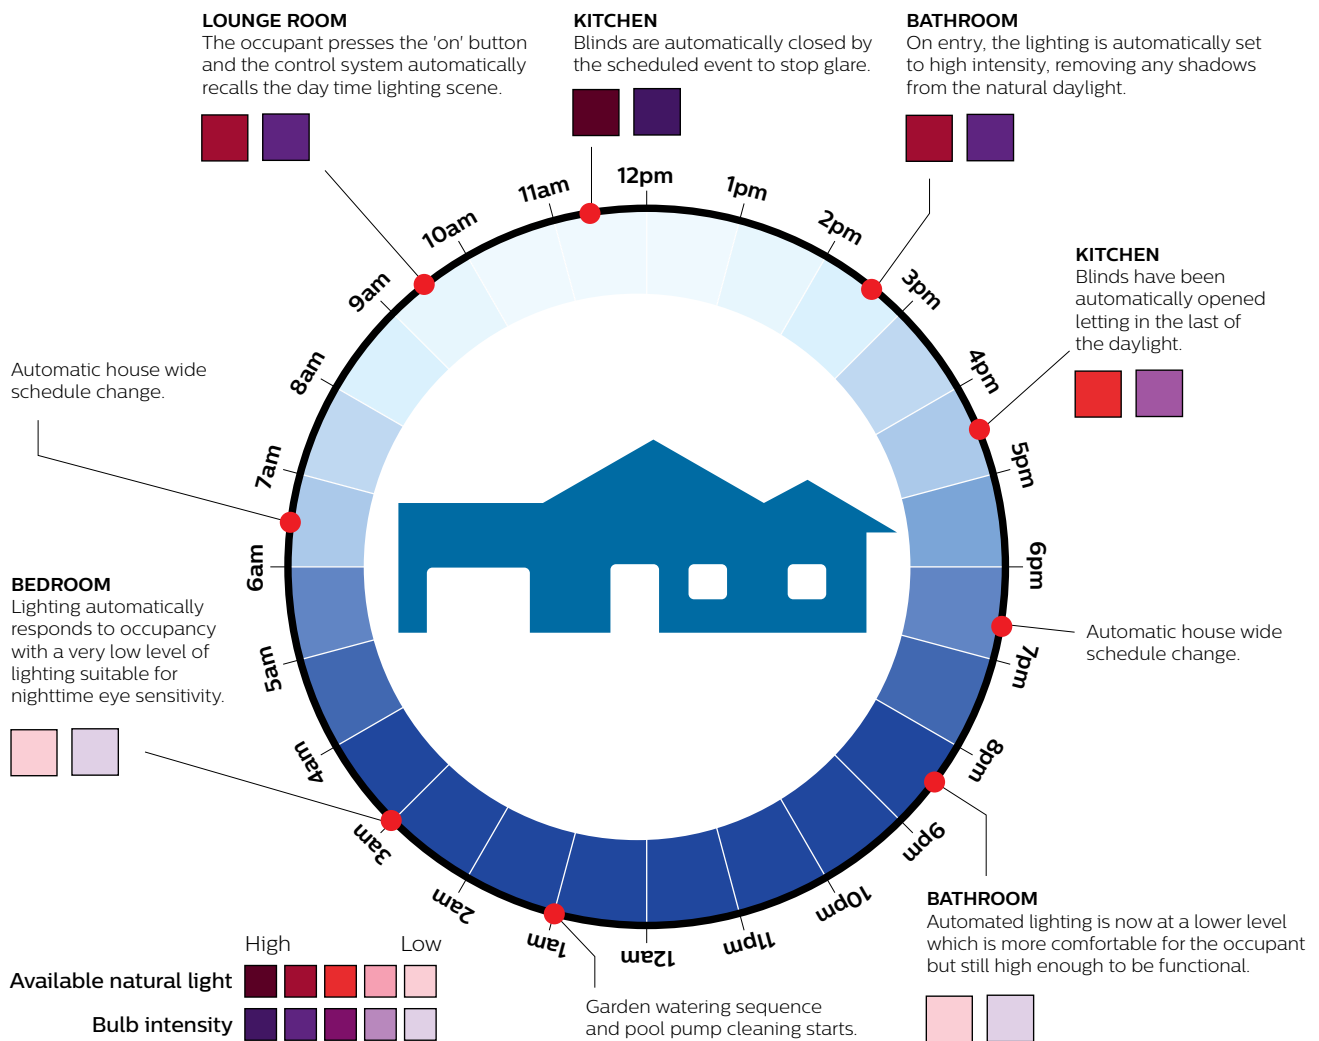 LOUNGE ROOM
The occupant presses the 'on' button
and the control system automatically
recalls the day time lighting scene.
KITCHEN
Blinds are automatically closed by
the scheduled event to stop glare.
BATHROOM
On entry, the lighting is automatically set
to high intensity, removing any shadows
from the natural daylight.
KITCHEN
Blinds have been
automatically opened
letting in the last of
the daylight.
12pm
1pm
2pm
3pm
4pm
5pm
6pm
7pm
8pm
9pm
10pm
11pm
12am
1am
2am
3am
4am
5am
6am
7am
8am
9am
10am
11am
Automatic house wide
schedule change.
BEDROOM
Lighting automatically
responds to occupancy
with a very low level of
lighting suitable for
nighttime eye sensitivity.
Automatic house wide
schedule change.
BATHROOM
Automated lighting is now at a lower level
which is more comfortable for the occupant
but still high enough to be functional.
Garden watering sequence
and pool pump cleaning starts.
High Low
Available natural light
Bulb intensity